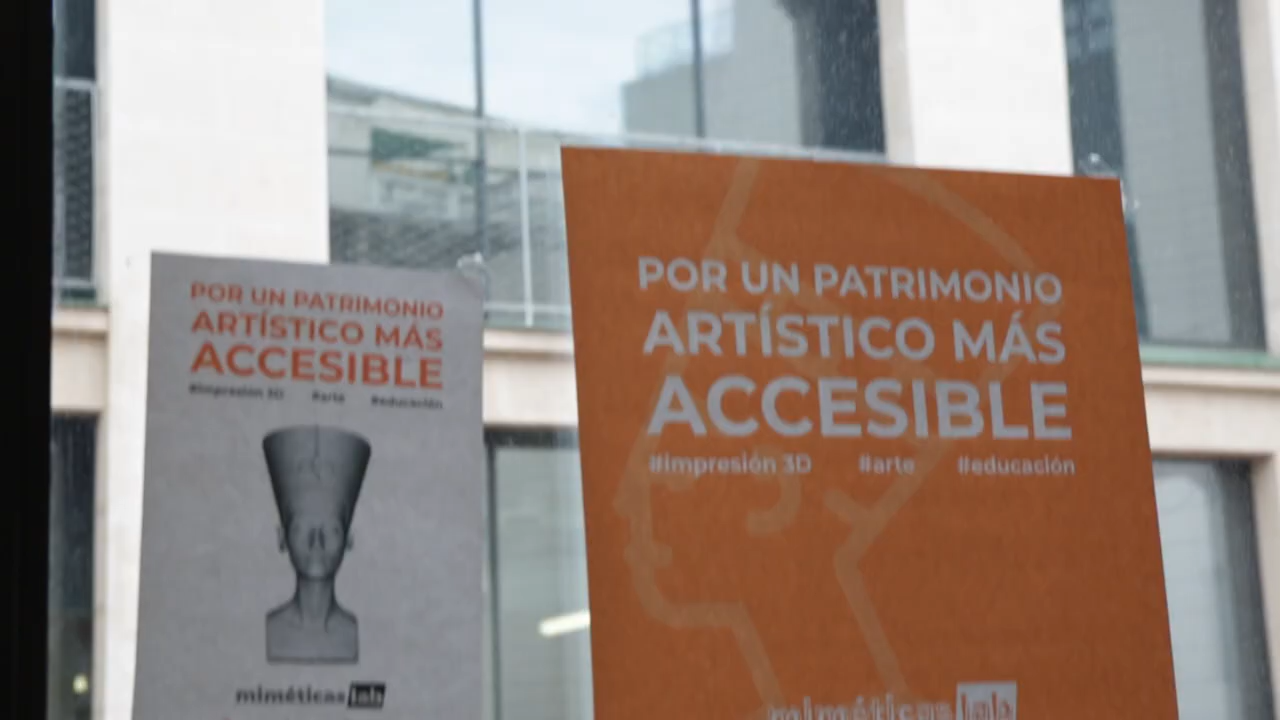 POR UN PATRIMONIO
ARTÍSTICO MÁS
ACCESIBLE
#impresión 3D #arte #educación
miméticaslab
POR UN PATRIMONIO
ARTÍSTICO MÁS
ACCESIBLE
#impresión 3D #arte #educación
miméticas lab